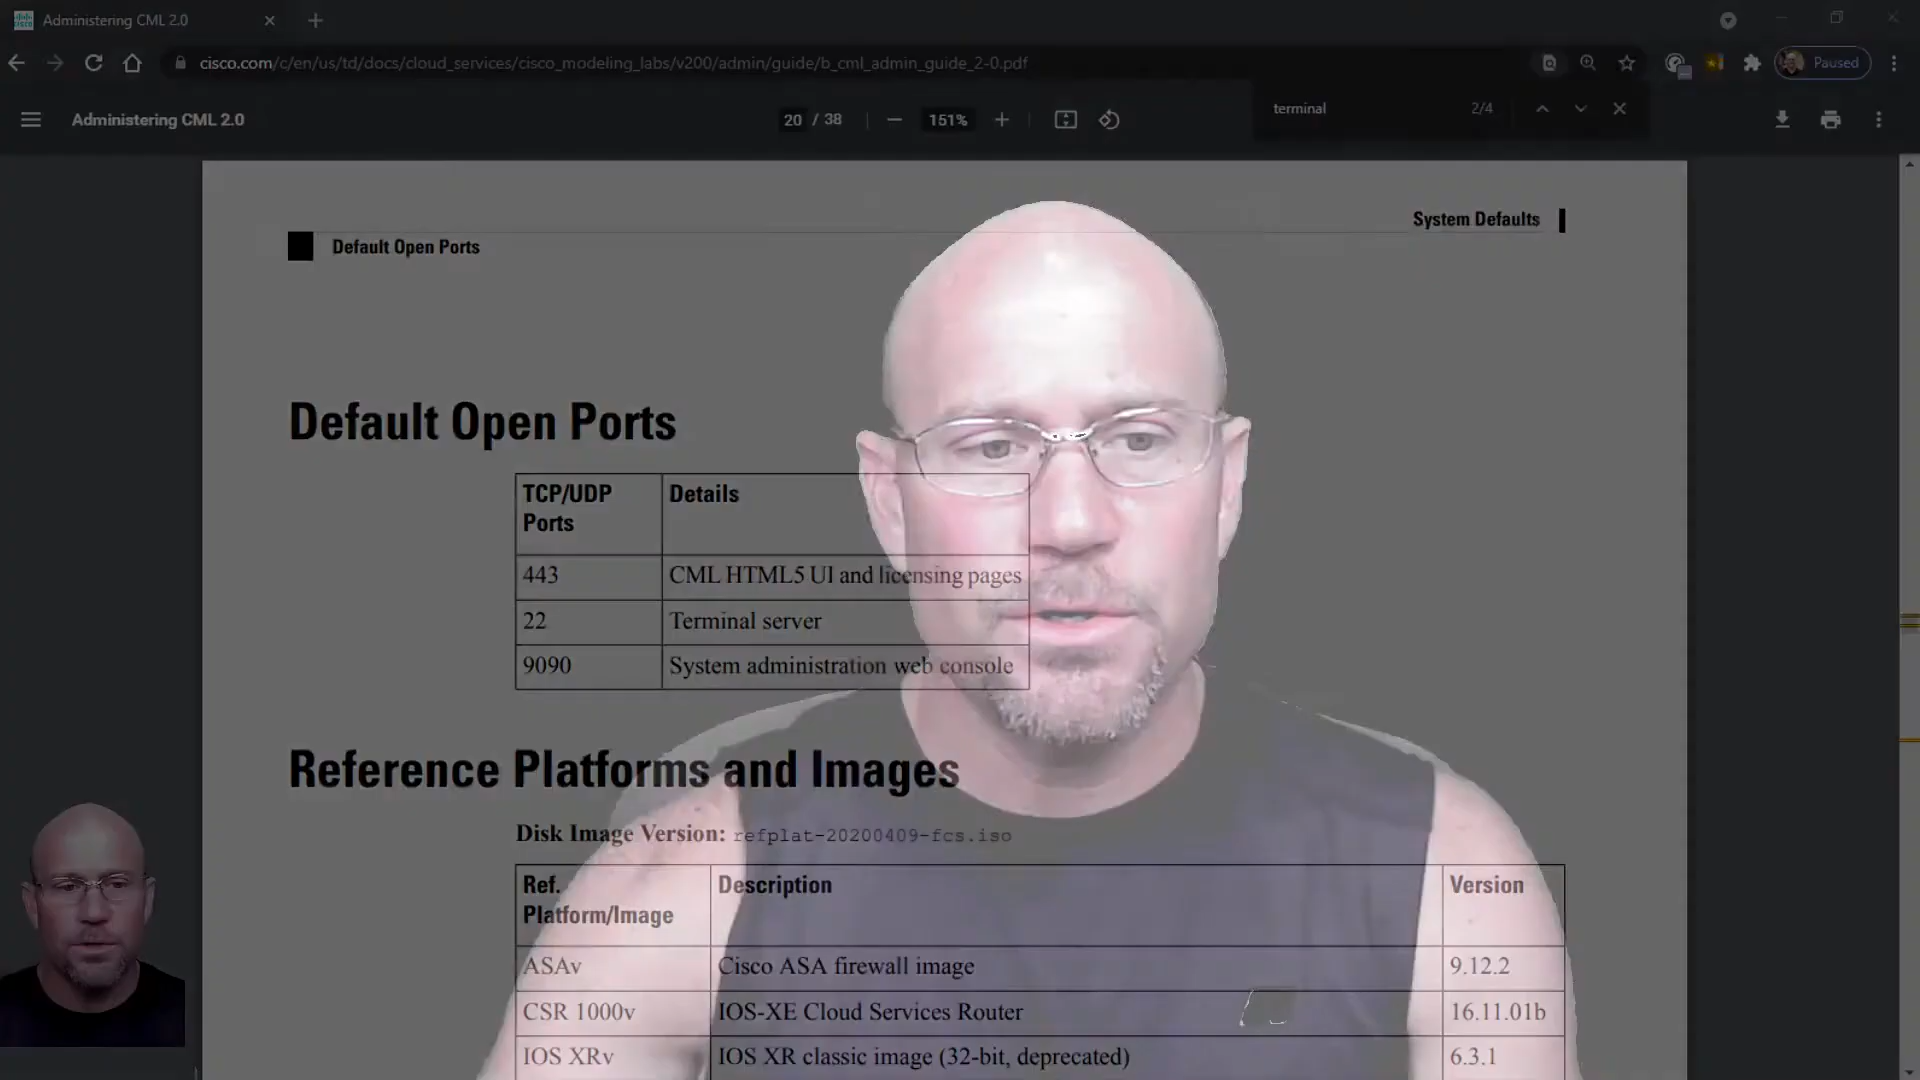 Administering CML 2.0
cisco.com/c/en/us/td/docs/cloud_services/cisco_modeling_labs/v200/admin/guide/b_cml_admin_guide_2-0.pdf
Paused
Administering CML 2.0
20 / 38
151%
terminal
2/4
System Defaults
Default Open Ports
Default Open Ports
TCP/UDP Ports Details
443 CML HTML5 UI and licensing pages
22 Terminal server
9090 System administration web console
Reference Platforms and Images
Disk Image Version: refplat-20200409-fcs.iso
Ref. Platform/Image Description Version
ASAv Cisco ASA firewall image 9.12.2
CSR 1000v IOS-XE Cloud Services Router 16.11.01b
IOS XRv IOS XR classic image (32-bit, deprecated) 6.3.1